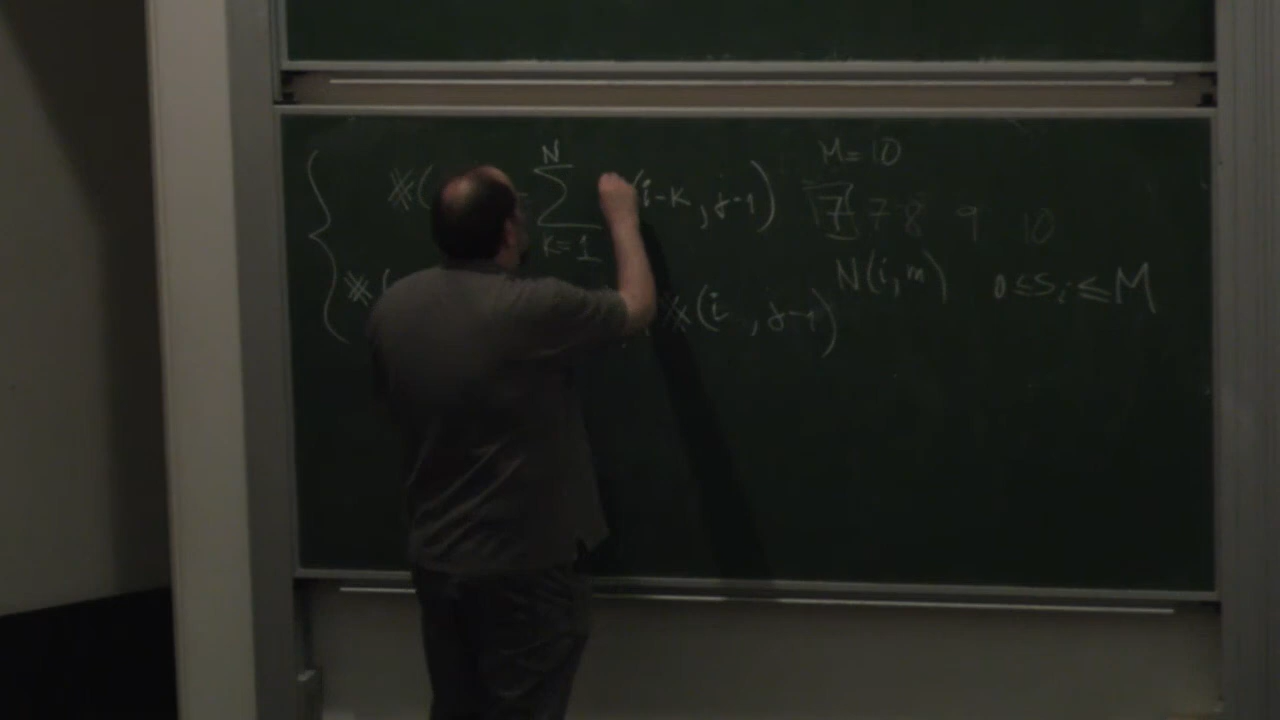 N
#( = ∑ (i-k, j-1)
k=1
#( #(i , j-1)
M=10
7 7 8 9 10
N(i,m) 0≤S_i≤M